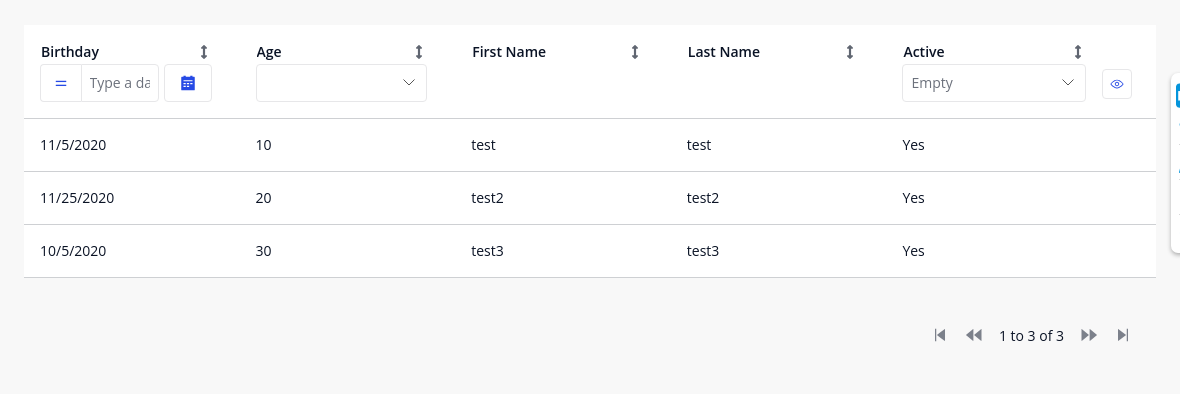 Birthday Age First Name Last Name Active
= Type a da Empty
11/5/2020 10 test test Yes
11/25/2020 20 test2 test2 Yes
10/5/2020 30 test3 test3 Yes
1 to 3 of 3